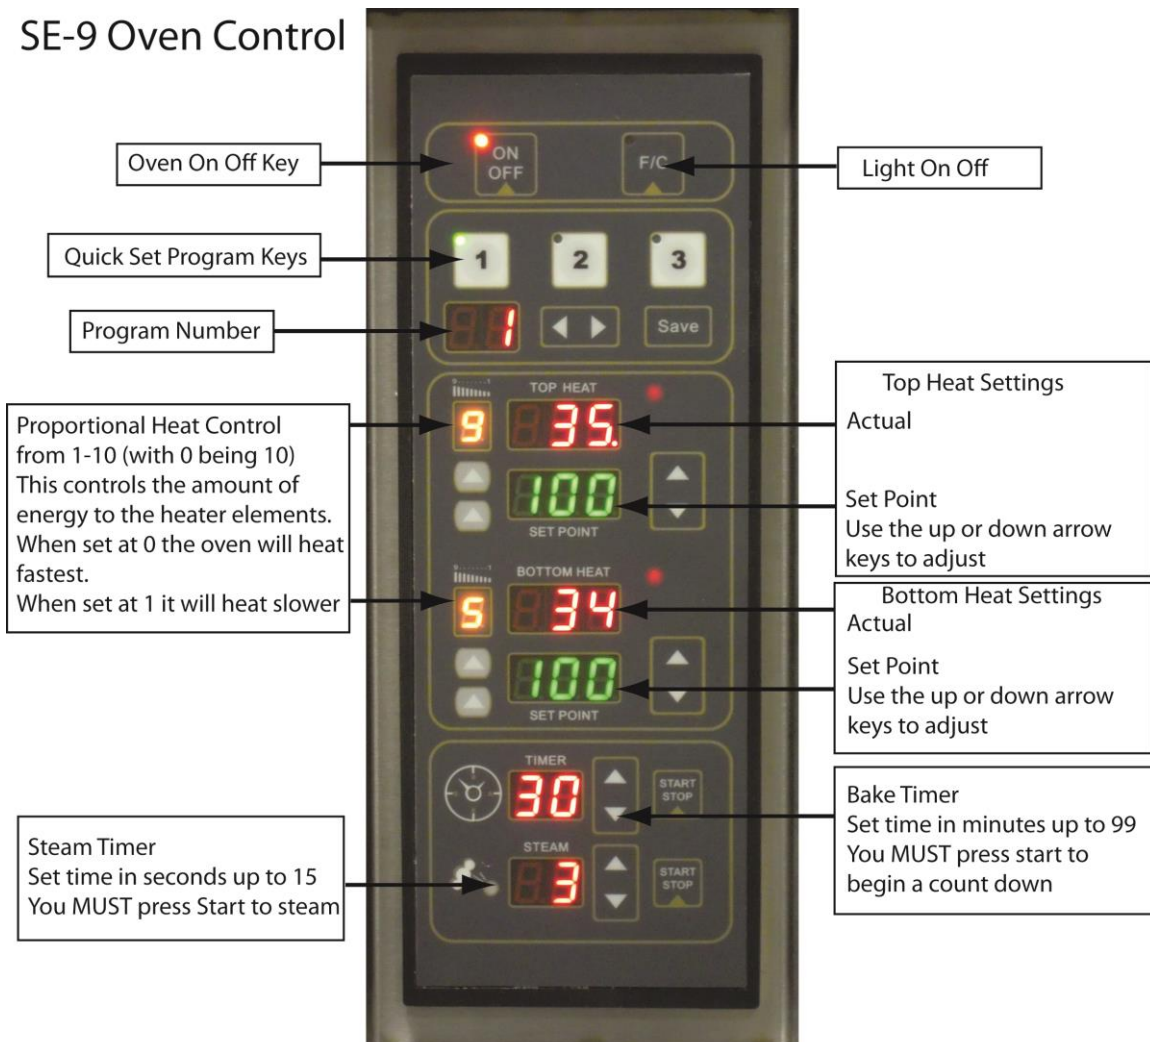 SE-9 Oven Control
Oven On Off Key
ON
OFF
F/C
Light On Off
Quick Set Program Keys
1
2
3
Program Number
1
Save
Proportional Heat Control
from 1-10 (with 0 being 10)
This controls the amount of
energy to the heater elements.
When set at 0 the oven will heat
fastest.
When set at 1 it will heat slower
TOP HEAT
9
35.
100
SET POINT
BOTTOM HEAT
5
34
100
SET POINT
Top Heat Settings
Actual
Set Point
Use the up or down arrow
keys to adjust
Bottom Heat Settings
Actual
Set Point
Use the up or down arrow
keys to adjust
TIMER
30
START
STOP
STEAM
3
START
STOP
Bake Timer
Set time in minutes up to 99
You MUST press start to
begin a count down
Steam Timer
Set time in seconds up to 15
You MUST press Start to steam